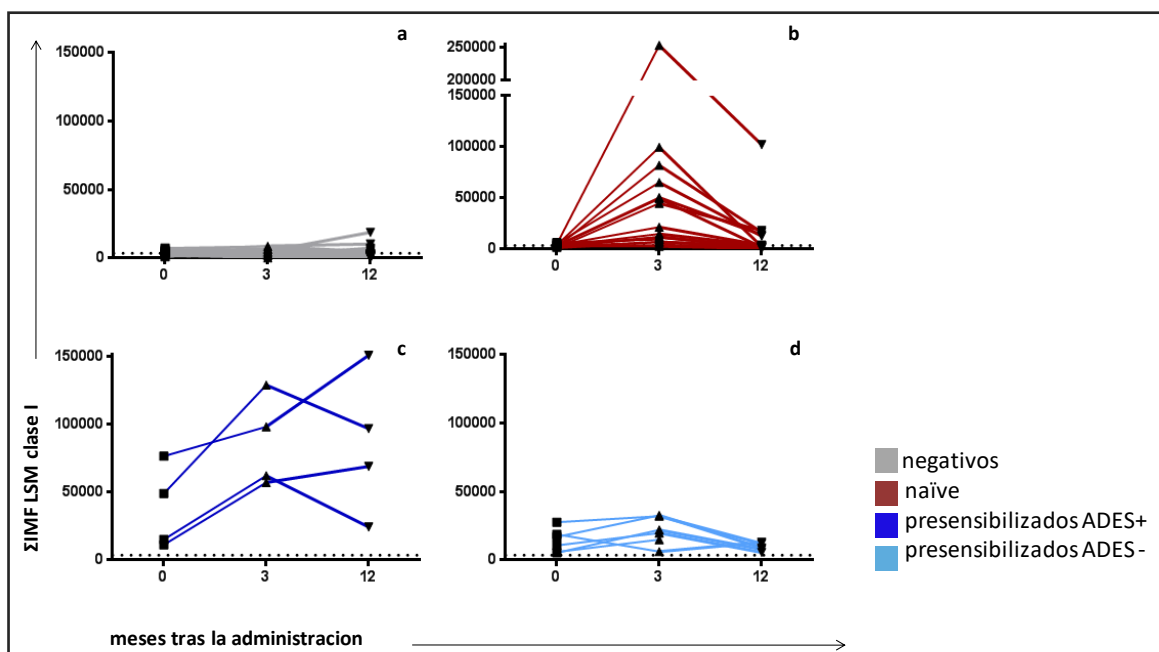 a
150000
100000
50000
0
0 3 12
b
250000
200000
150000
100000
50000
0
0 3 12
c
150000
100000
50000
0
0 3 12
d
150000
100000
50000
0
0 3 12
ΣIMF LSM clase I
meses tras la administracion
negativos
naïve
presensibilizados ADES+
presensibilizados ADES-